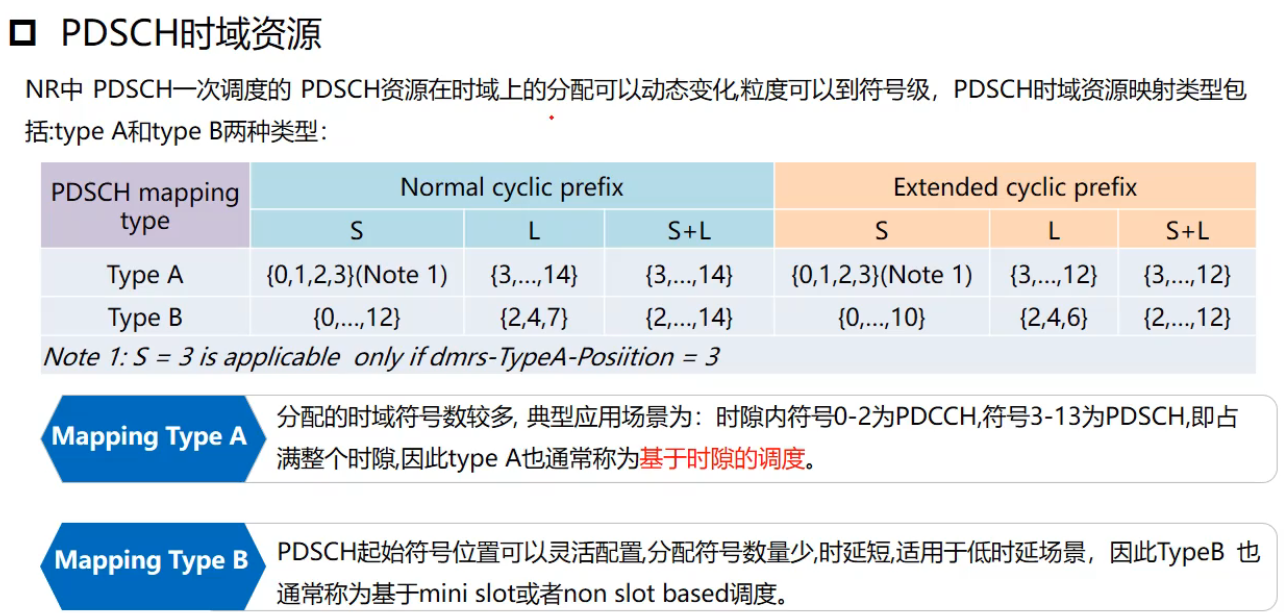 PDSCH时域资源
NR中 PDSCH一次调度的 PDSCH资源在时域上的分配可以动态变化,粒度可以到符号级，PDSCH时域资源映射类型包
括:type A和type B两种类型：
PDSCH mapping type Normal cyclic prefix Extended cyclic prefix
S L S+L S L S+L
Type A {0,1,2,3}(Note 1) {3,...,14} {3,...,14} {0,1,2,3}(Note 1) {3,...,12} {3,...,12}
Type B {0,...,12} {2,4,7} {2,...,14} {0,...,10} {2,4,6} {2,...,12}
Note 1: S = 3 is applicable only if dmrs-TypeA-Posiition = 3
Mapping Type A
分配的时域符号数较多, 典型应用场景为：时隙内符号0-2为PDCCH,符号3-13为PDSCH,即占
满整个时隙,因此type A也通常称为基于时隙的调度。
Mapping Type B
PDSCH起始符号位置可以灵活配置,分配符号数量少,时延短,适用于低时延场景，因此TypeB 也
通常称为基于mini slot或者non slot based调度。